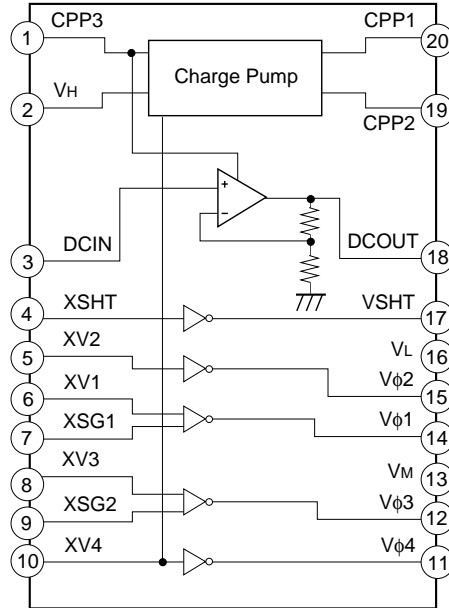 1 CPP3 CPP1 20
Charge Pump
2 VH CPP2 19
+
−
3 DCIN DCOUT 18
4 XSHT VSHT 17
5 XV2 VL 16
6 XV1 Vϕ2 15
7 XSG1 Vϕ1 14
8 XV3 VM 13
9 XSG2 Vϕ3 12
10 XV4 Vϕ4 11